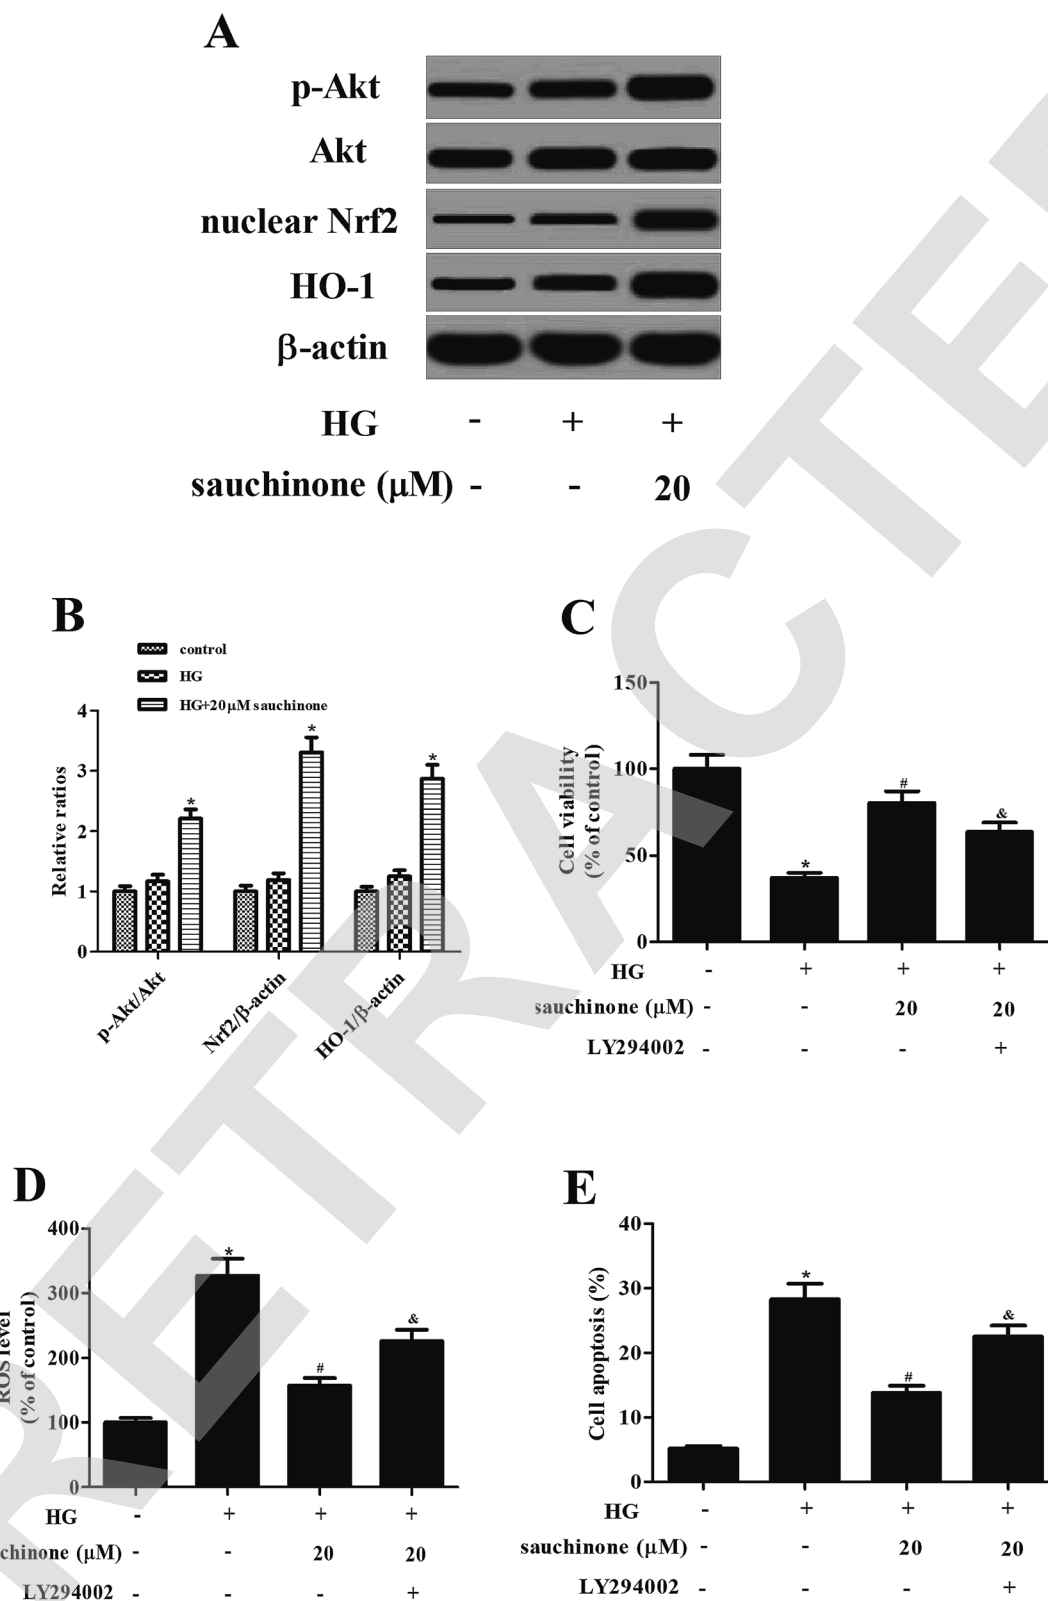 A
p-Akt
Akt
nuclear Nrf2
HO-1
β-actin
HG - + +
sauchinone (μM) - - 20
B
control
HG
HG+20μM sauchinone
Relative ratios
4
3
2
1
0
* * *
p-Akt/Akt Nrf2/β-actin HO-1/β-actin
C
Cell viability
(% of control)
150
100
50
0
* # &
HG - + + +
sauchinone (μM) - - 20 20
LY294002 - - - +
D
ROS level
(% of control)
400
300
200
100
0
* # &
HG - + + +
chinone (μM) - - 20 20
LY294002 - - - +
E
Cell apoptosis (%)
40
30
20
10
0
* # &
HG - + + +
sauchinone (μM) - - 20 20
LY294002 - - - +
RETRACTE